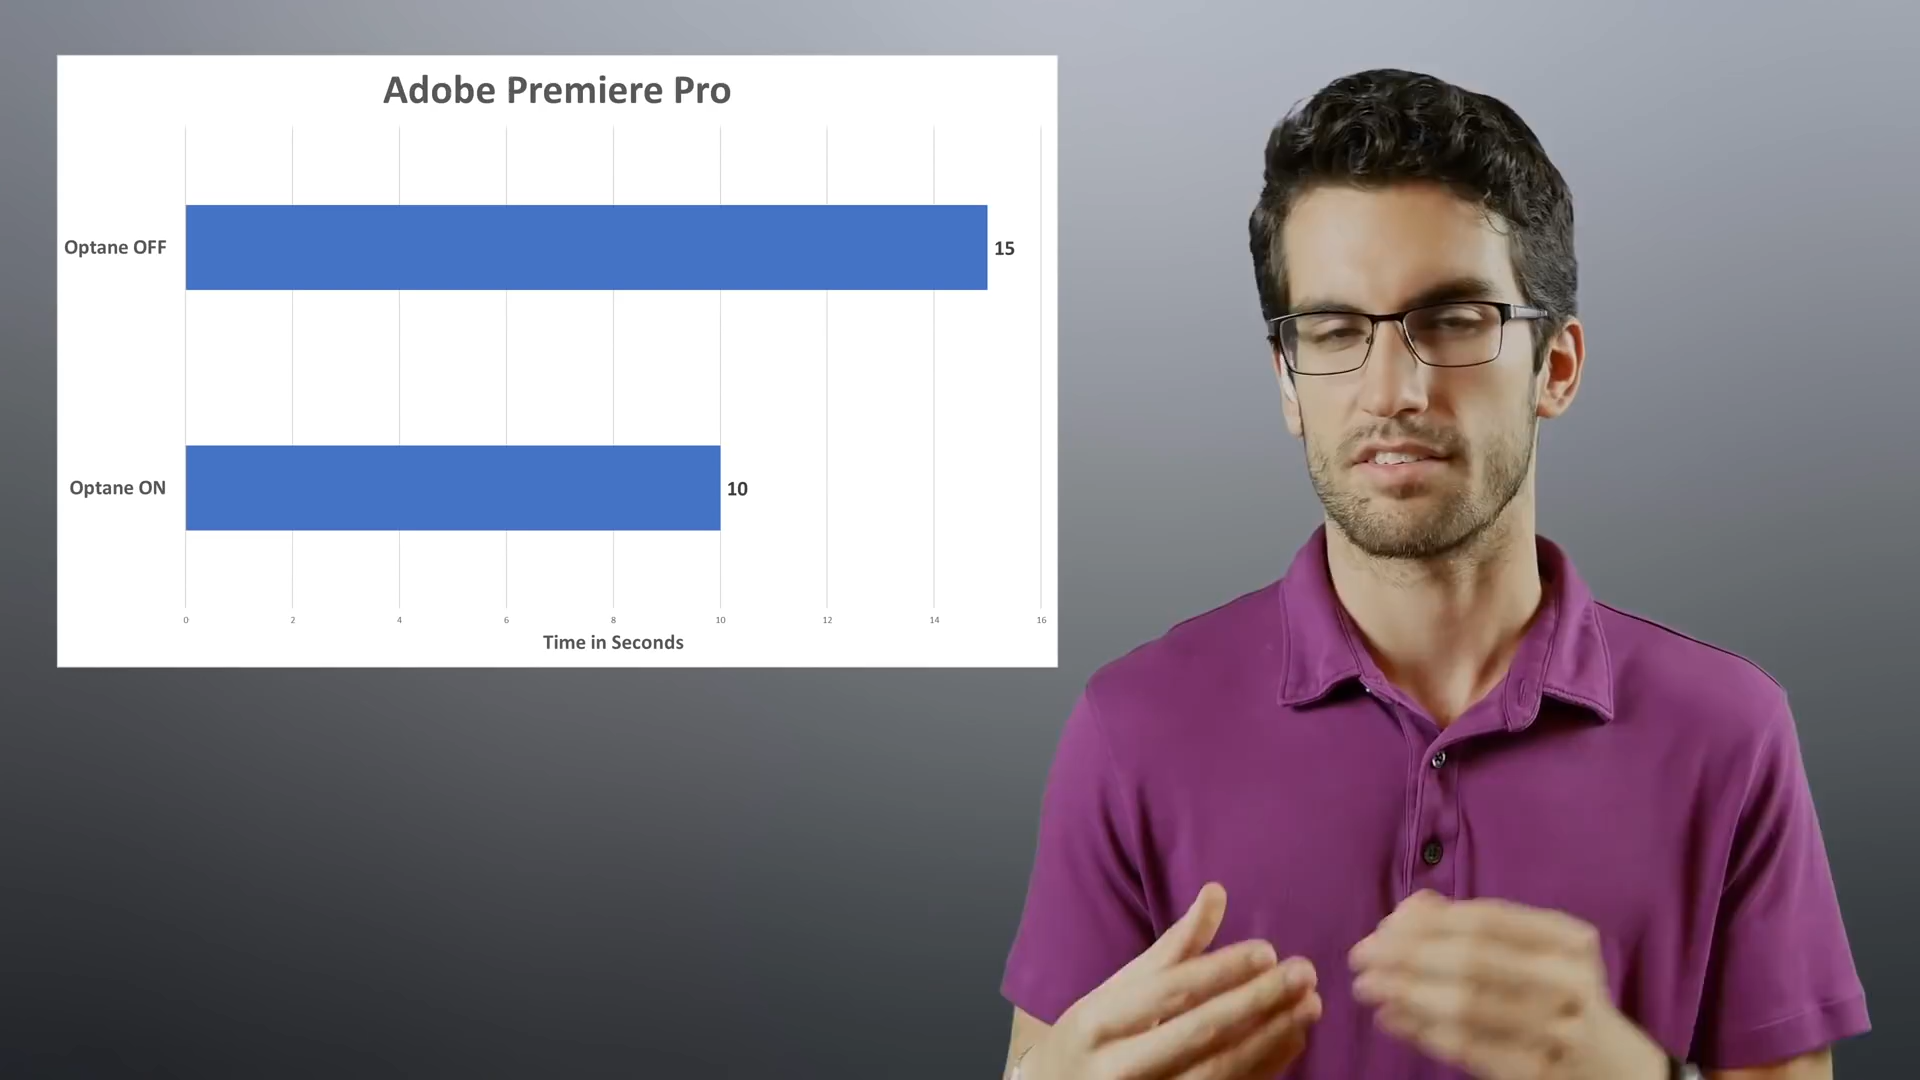 Adobe Premiere Pro
Optane OFF
15
Optane ON
10
0 2 4 6 8 10 12 14 16
Time in Seconds